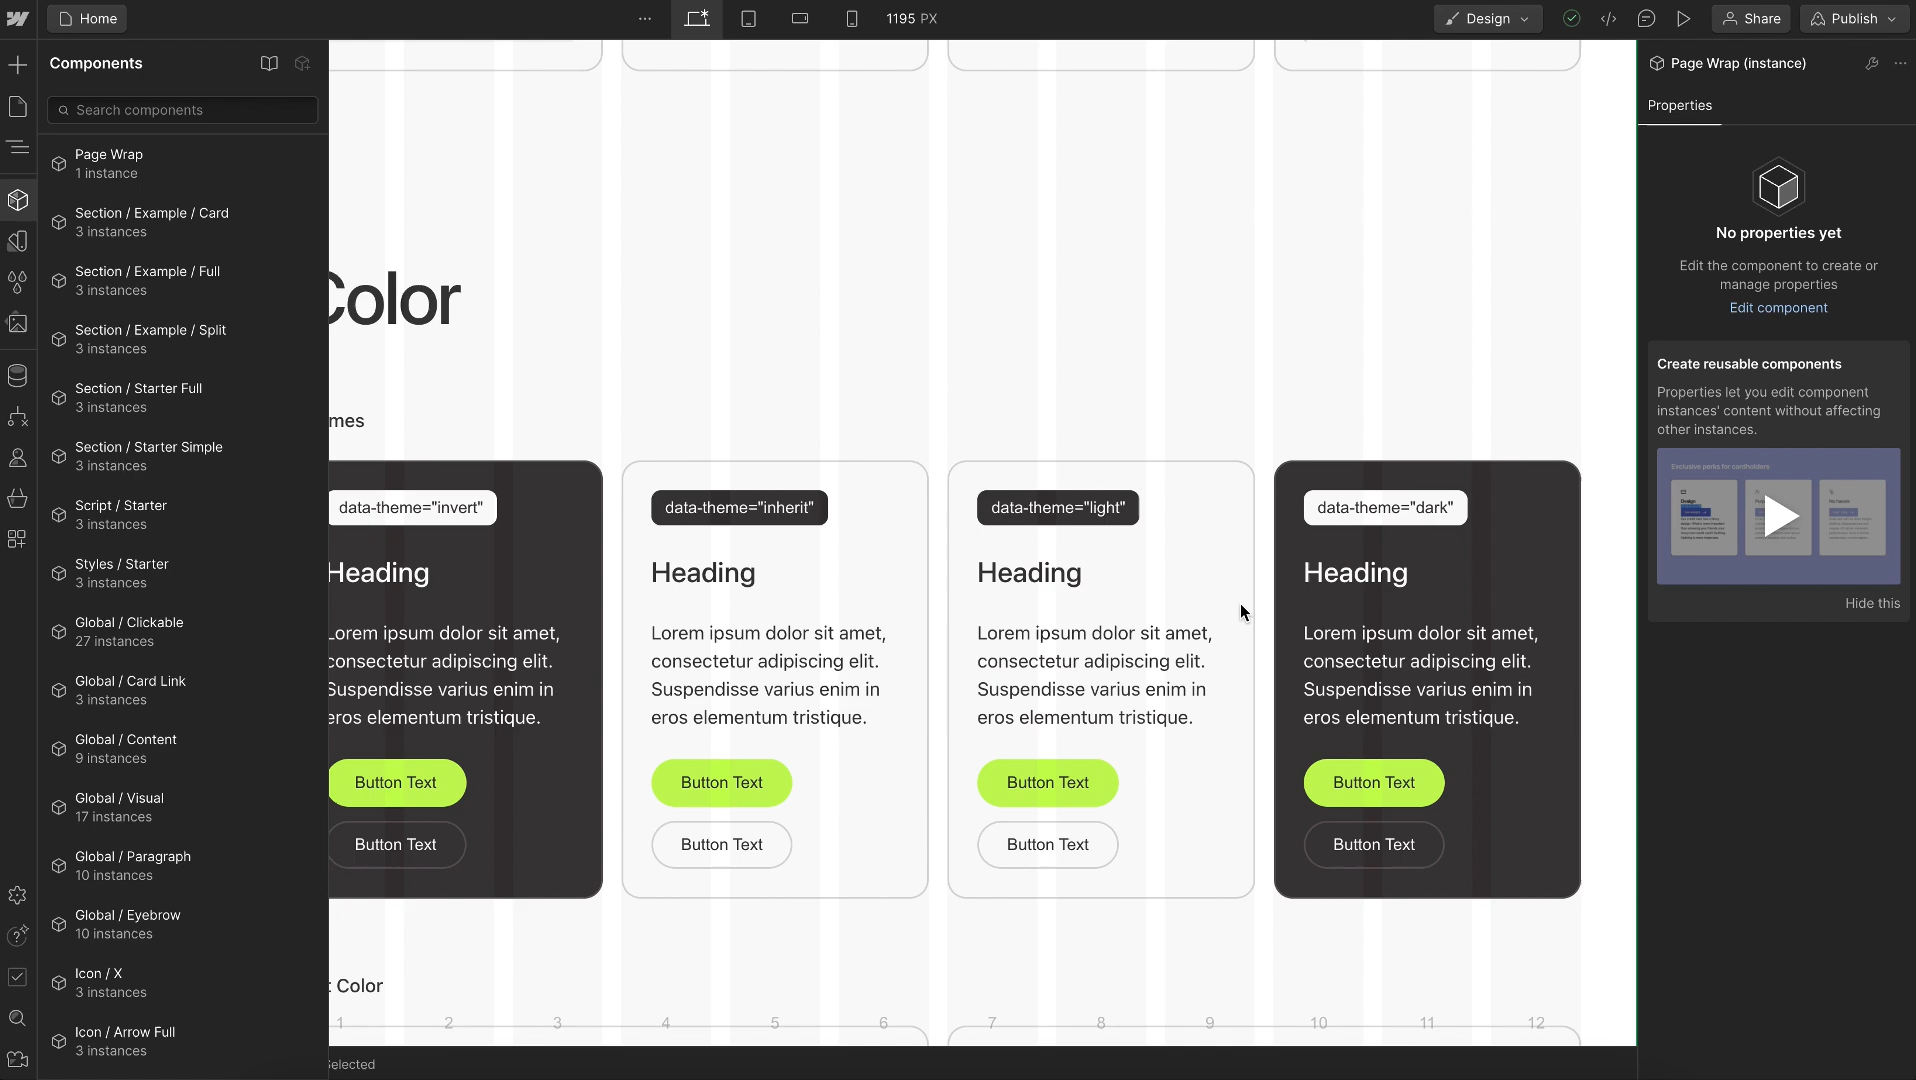 Home
1195 PX
Design
Share
Publish
Components
Search components
Page Wrap
1 instance
Section / Example / Card
3 instances
Section / Example / Full
3 instances
Section / Example / Split
3 instances
Section / Starter Full
3 instances
Section / Starter Simple
3 instances
Script / Starter
3 instances
Styles / Starter
3 instances
Global / Clickable
27 instances
Global / Card Link
3 instances
Global / Content
9 instances
Global / Visual
17 instances
Global / Paragraph
10 instances
Global / Eyebrow
10 instances
Icon / X
3 instances
Icon / Arrow Full
3 instances
Color
mes
data-theme="invert"
Heading
Lorem ipsum dolor sit amet,
consectetur adipiscing elit.
Suspendisse varius enim in
eros elementum tristique.
Button Text
Button Text
data-theme="inherit"
Heading
Lorem ipsum dolor sit amet,
consectetur adipiscing elit.
Suspendisse varius enim in
eros elementum tristique.
Button Text
Button Text
data-theme="light"
Heading
Lorem ipsum dolor sit amet,
consectetur adipiscing elit.
Suspendisse varius enim in
eros elementum tristique.
Button Text
Button Text
data-theme="dark"
Heading
Lorem ipsum dolor sit amet,
consectetur adipiscing elit.
Suspendisse varius enim in
eros elementum tristique.
Button Text
Button Text
t Color
1 2 3 4 5 6 7 8 9 10 11 12
Selected
Page Wrap (instance)
Properties
No properties yet
Edit the component to create or
manage properties
Edit component
Create reusable components
Properties let you edit component
instances' content without affecting
other instances.
Exclusive perks for cardholders
Design
Hide this